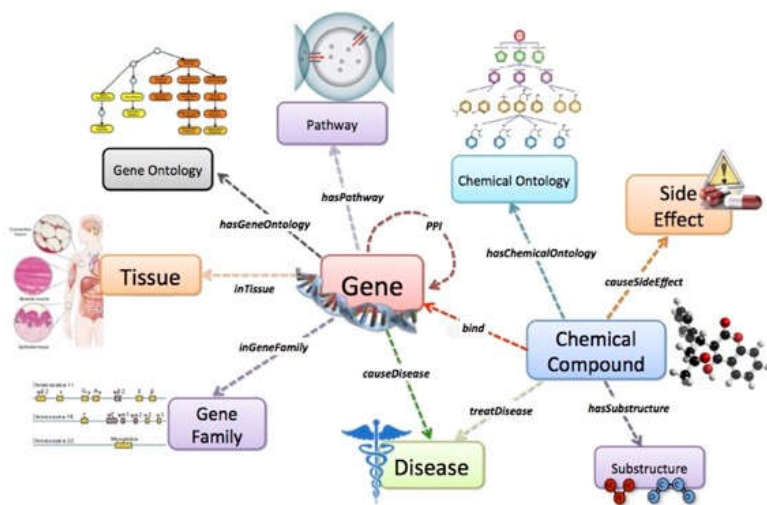 Pathway
Gene Ontology
Chemical Ontology
Side
Effect
hasPathway
PPI
hasGeneOntology
hasChemicalOntology
Tissue
inTissue
Gene
causeSideEffect
bind
Chemical
Compound
inGeneFamily
causeDisease
treatDisease
hasSubstructure
Gene
Family
Disease
Substructure